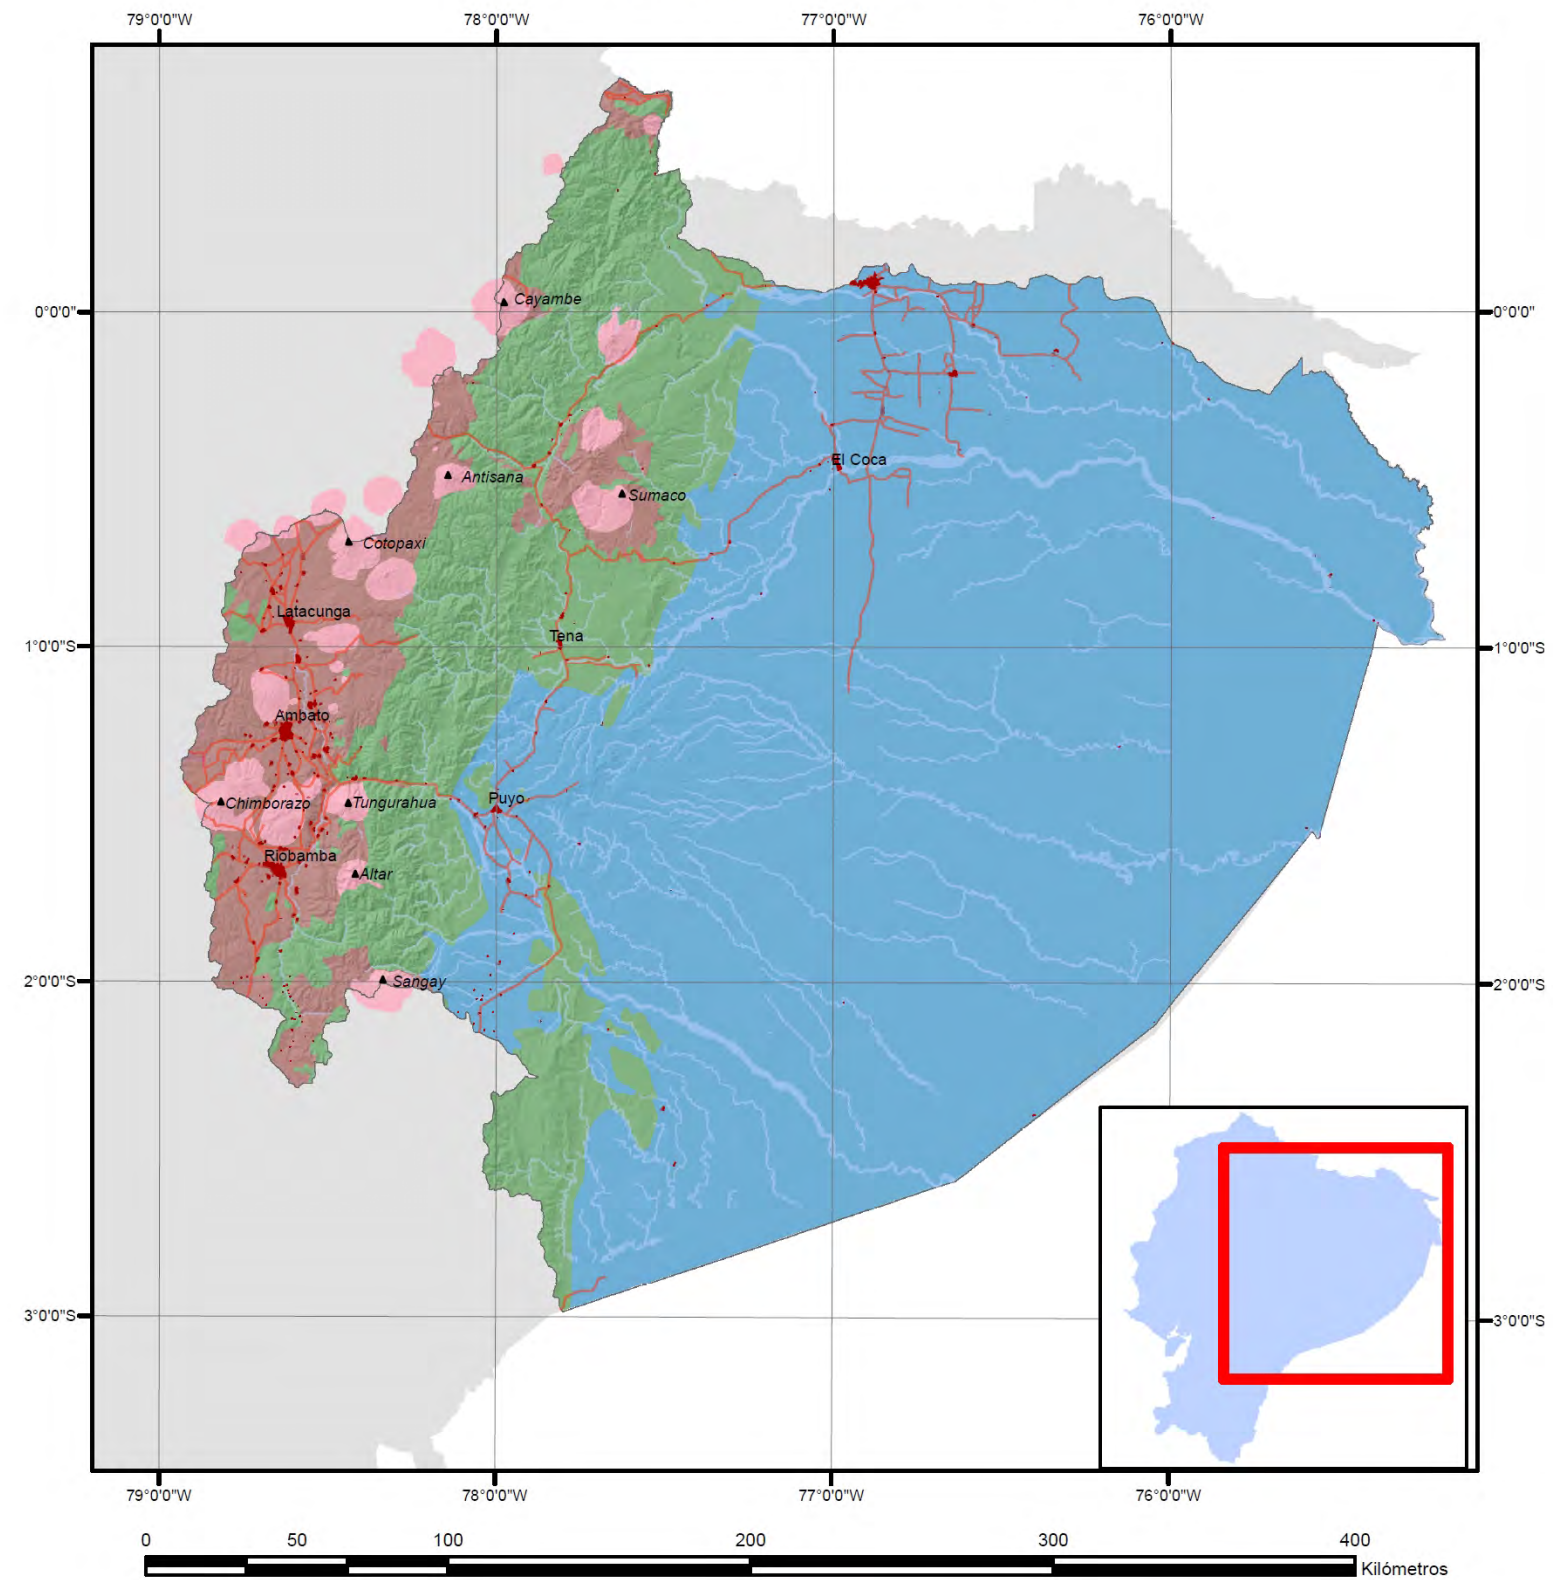 79°0'0"W 78°0'0"W 77°0'0"W 76°0'0"W
Cayambe
0°0'0" 0°0'0"
El Coca
Antisana
Sumaco
Cotopaxi
Latacunga
Tena
1°0'0"S 1°0'0"S
Ambato
Puyo
Chimborazo Tungurahua
Riobamba
Altar
Sangay
2°0'0"S 2°0'0"S
3°0'0"S 3°0'0"S
79°0'0"W 78°0'0"W 77°0'0"W 76°0'0"W
0 50 100 200 300 400
Kilómetros